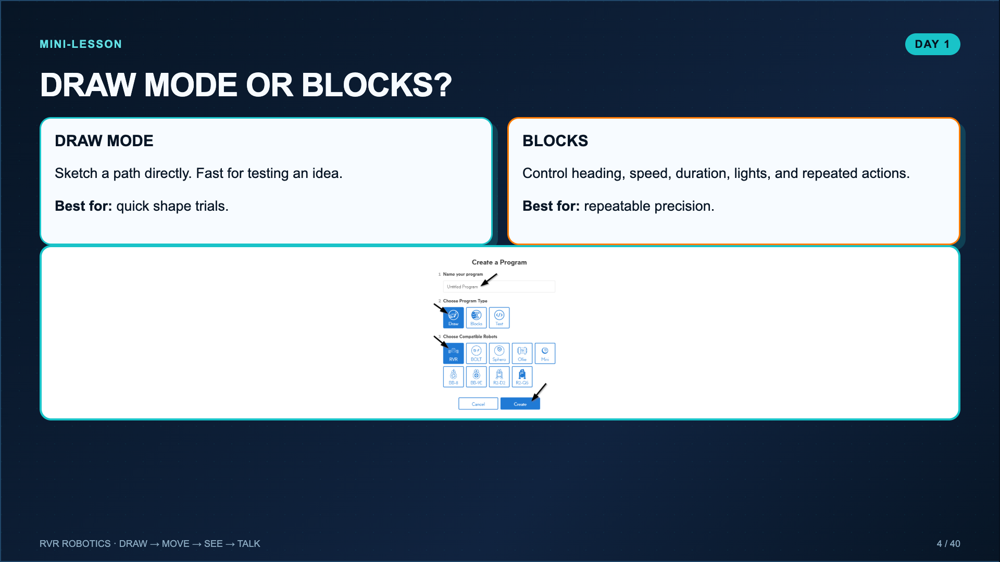 MINI-LESSON
DAY 1
DRAW MODE OR BLOCKS?
DRAW MODE
Sketch a path directly. Fast for testing an idea.
Best for: quick shape trials.
BLOCKS
Control heading, speed, duration, lights, and repeated actions.
Best for: repeatable precision.
Create a Program
1 Name your program
Untitled Program
2 Choose Program Type
Draw Blocks Text
3 Choose Compatible Robots
RVR BOLT Sphero Ollie Mini
BB-8 BB-9E R2-D2 R2-Q5
Cancel Create
RVR ROBOTICS · DRAW → MOVE → SEE → TALK
4 / 40